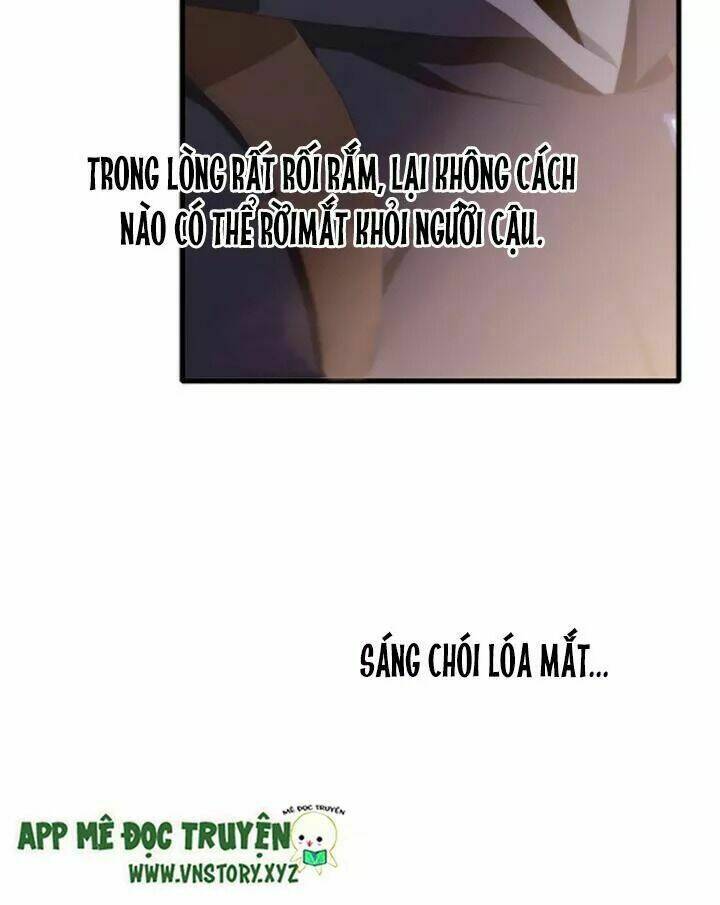 TRONG LÒNG RẤT RỐI RẮM, LẠI KHÔNG CÁCH
NÀO CÓ THỂ RỜIMẮT KHỎI NGƯỜI CẬU.
SÁNG CHÓI LÓA MẮT...
MÊ ĐỌC TRUYỆN
APP MÊ ĐỌC TRUYỆN
WWW.VNSTORY.XYZ